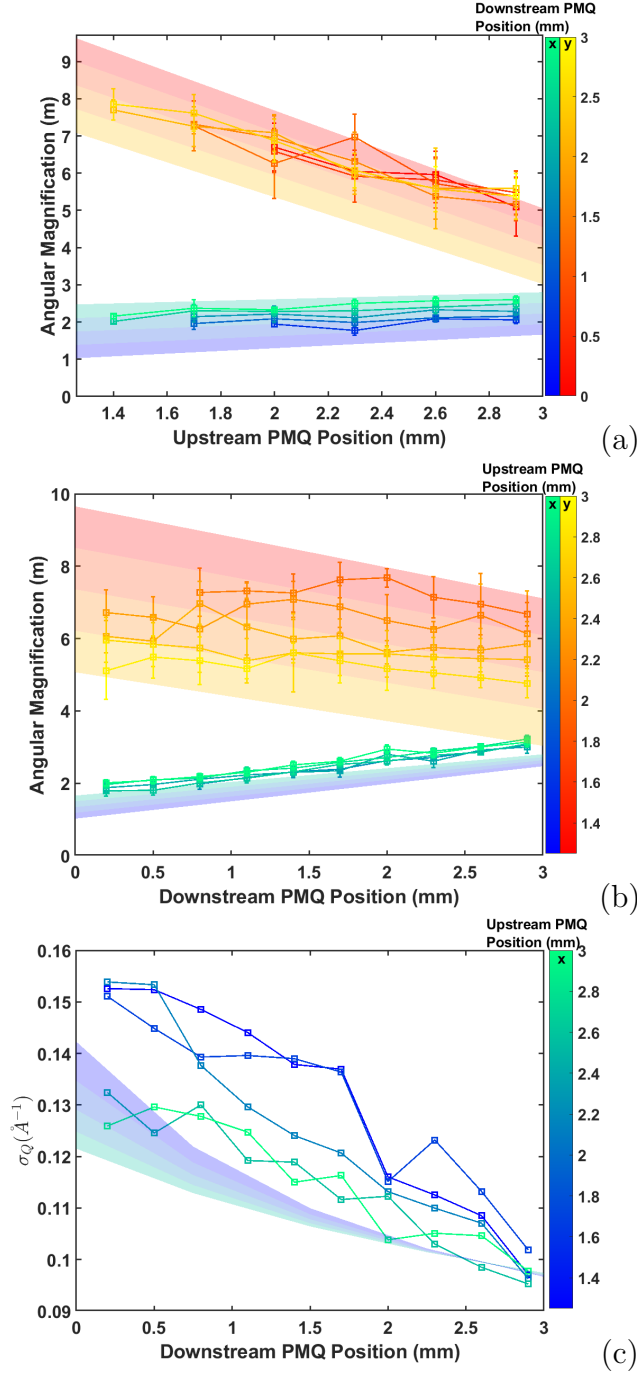 Downstream PMQ
Position (mm)
x y
3
2.5
2
1.5
1
0.5
0
Angular Magnification (m)
9
8
7
6
5
4
3
2
1
0
1.4 1.6 1.8 2 2.2 2.4 2.6 2.8 3
Upstream PMQ Position (mm)
(a)
Upstream PMQ
Position (mm)
x y
3
2.8
2.6
2.4
2.2
2
1.8
1.6
1.4
Angular Magnification (m)
10
8
6
4
2
0
0 0.5 1 1.5 2 2.5 3
Downstream PMQ Position (mm)
(b)
Upstream PMQ
Position (mm)
x
3
2.8
2.6
2.4
2.2
2
1.8
1.6
1.4
σQ(Å⁻¹)
0.16
0.15
0.14
0.13
0.12
0.11
0.1
0.09
0 0.5 1 1.5 2 2.5 3
Downstream PMQ Position (mm)
(c)